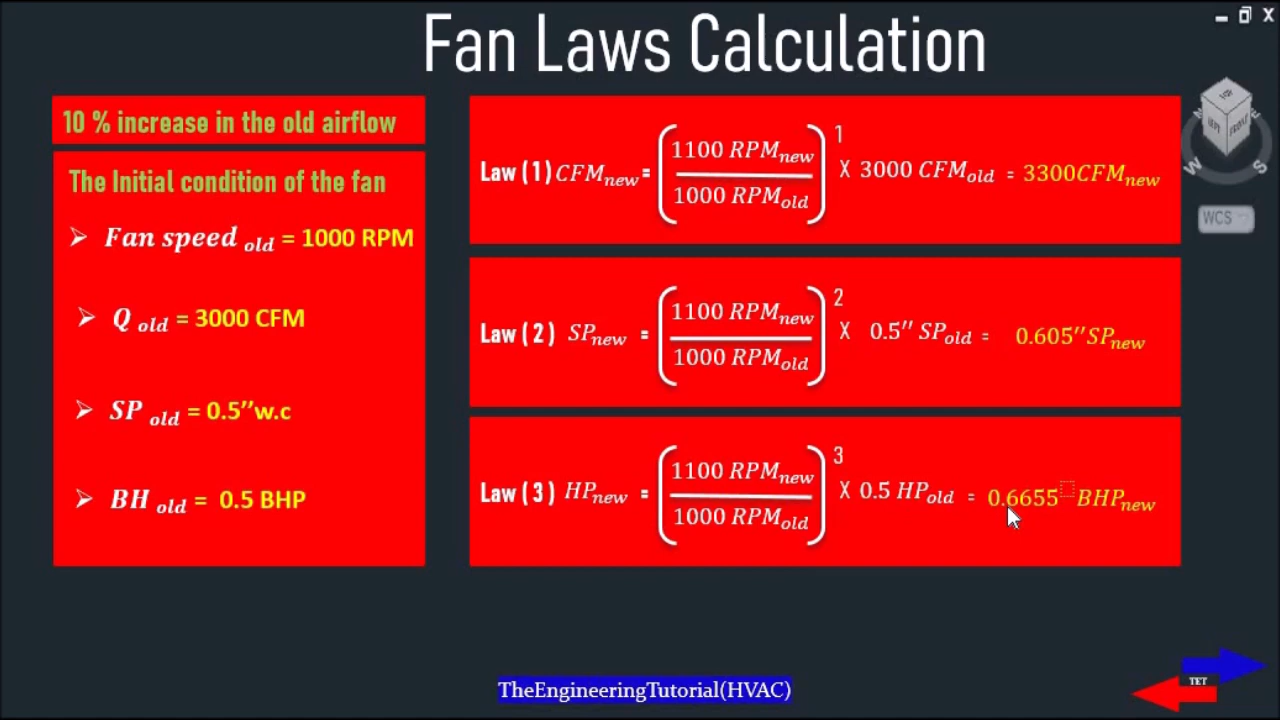 Fan Laws Calculation
10 % increase in the old airflow
The Initial condition of the fan
➢ Fan speed old = 1000 RPM
➢ Q old = 3000 CFM
➢ SP old = 0.5″w.c
➢ BH old = 0.5 BHP
Law (1) CFMnew = (1100 RPMnew / 1000 RPMold)^1 X 3000 CFMold = 3300CFMnew
Law (2) SPnew = (1100 RPMnew / 1000 RPMold)^2 X 0.5″ SPold = 0.605″SPnew
Law (3) HPnew = (1100 RPMnew / 1000 RPMold)^3 X 0.5 HPold = 0.6655 BHPnew
W S
WCS
TET
TheEngineeringTutorial(HVAC)